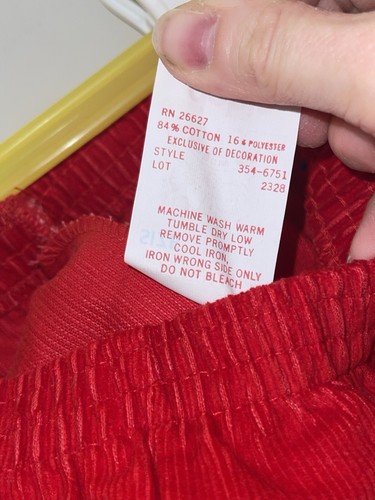 RN 26627
84% COTTON 16% POLYESTER
EXCLUSIVE OF DECORATION
STYLE 354-6751
LOT 2328
MACHINE WASH WARM
TUMBLE DRY LOW
REMOVE PROMPTLY
COOL IRON,
IRON WRONG SIDE ONLY
DO NOT BLEACH